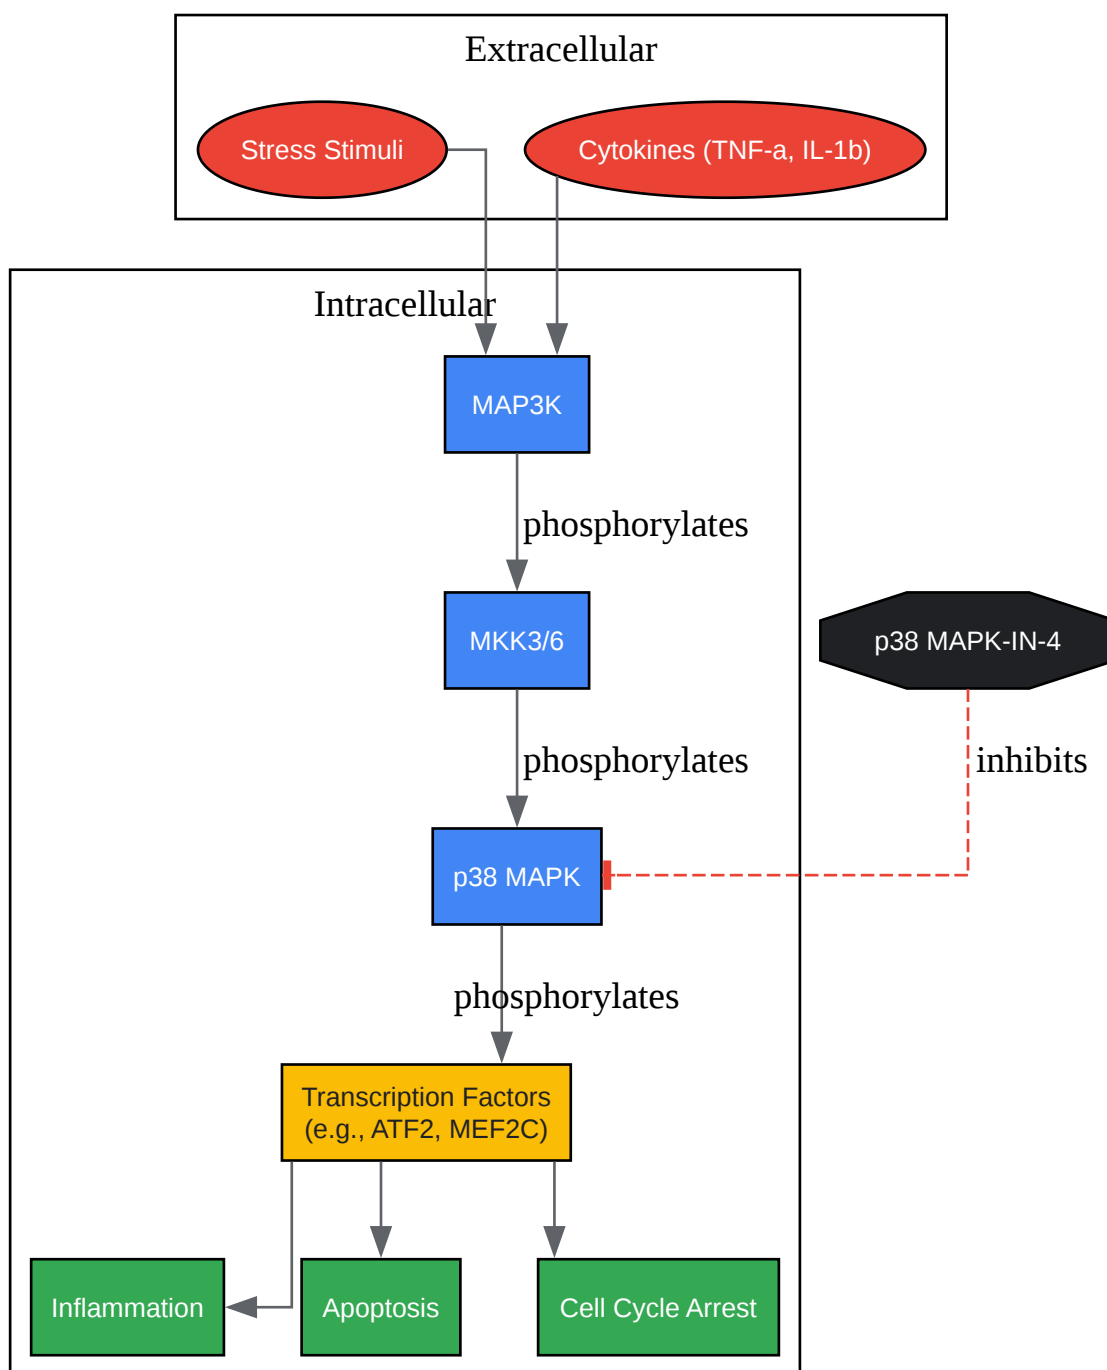 Extracellular
Stress Stimuli
Cytokines (TNF-a, IL-1b)
Intracellular
MAP3K
phosphorylates
MKK3/6
p38 MAPK-IN-4
phosphorylates
inhibits
p38 MAPK
phosphorylates
Transcription Factors
(e.g., ATF2, MEF2C)
Inflammation
Apoptosis
Cell Cycle Arrest